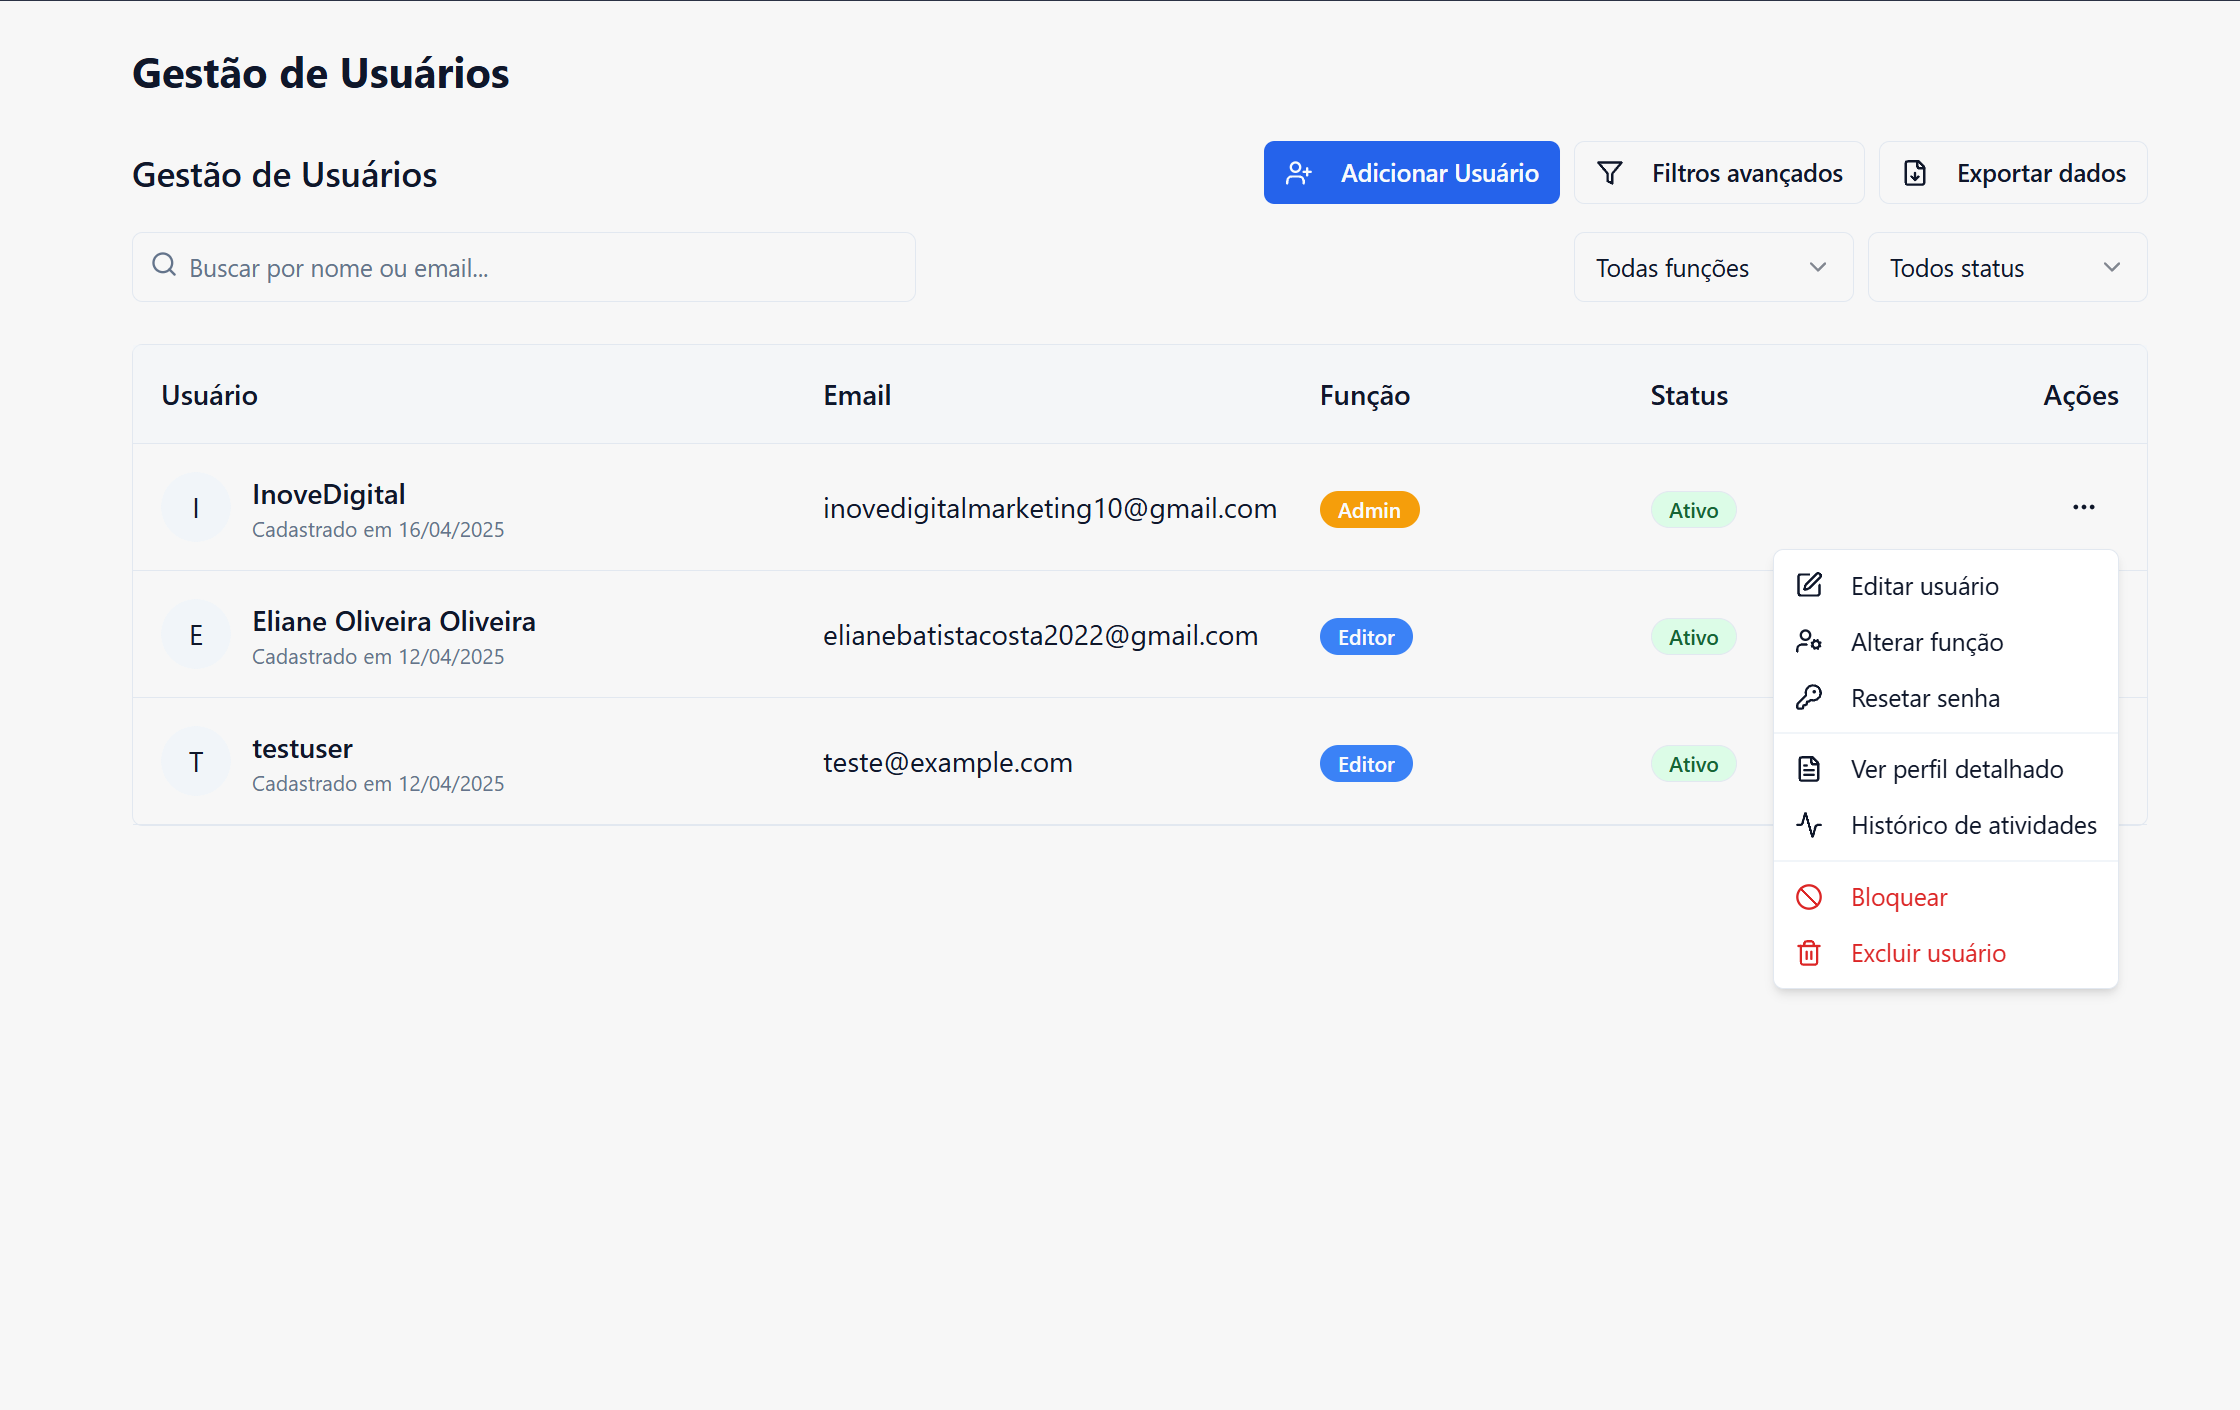 Gestão de Usuários
Gestão de Usuários
Adicionar Usuário
Filtros avançados
Exportar dados
Buscar por nome ou email...
Todas funções
Todos status
Usuário Email Função Status Ações
I InoveDigital inovedigitalmarketing10@gmail.com Admin Ativo ...
Cadastrado em 16/04/2025
E Eliane Oliveira Oliveira elianebatistacosta2022@gmail.com Editor Ativo
Cadastrado em 12/04/2025
T testuser teste@example.com Editor Ativo
Cadastrado em 12/04/2025
Editar usuário
Alterar função
Resetar senha
Ver perfil detalhado
Histórico de atividades
Bloquear
Excluir usuário